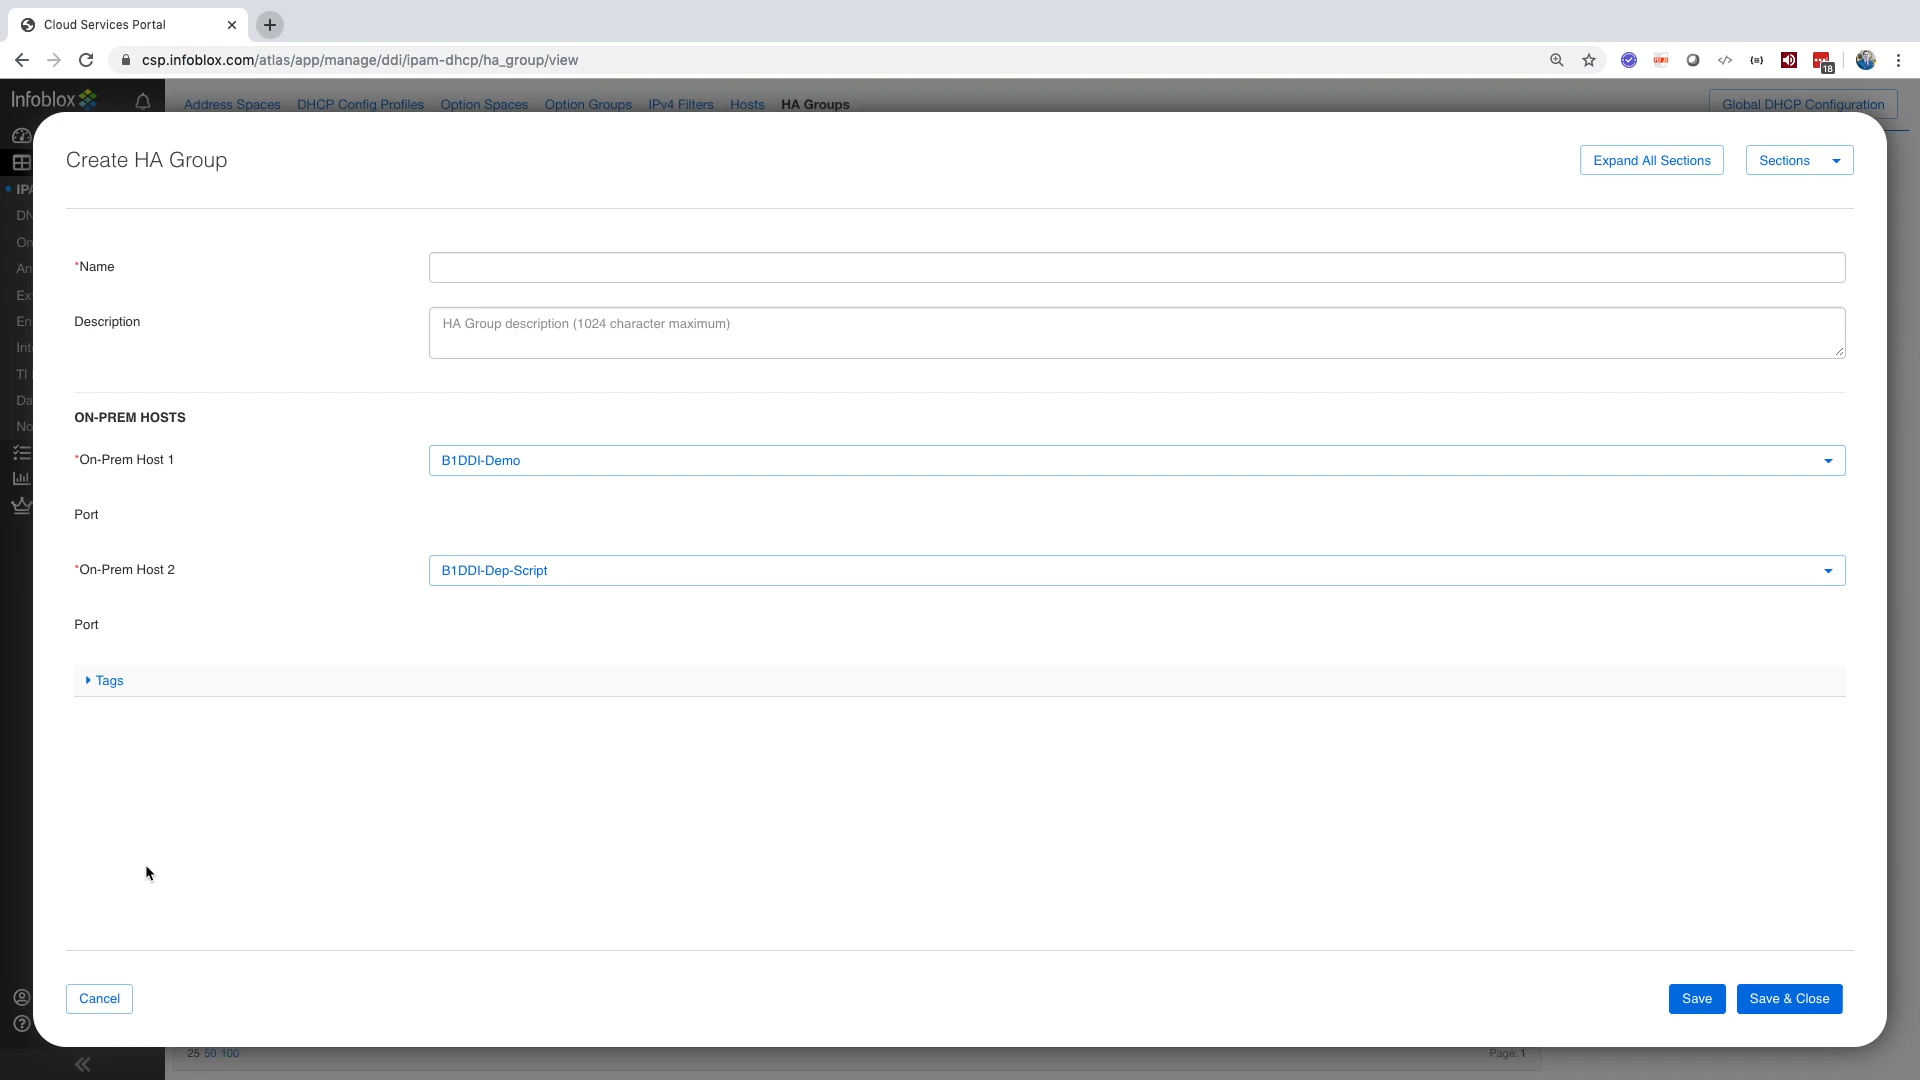 Cloud Services Portal
csp.infoblox.com/atlas/app/manage/ddi/ipam-dhcp/ha_group/view
18
Infoblox
Address Spaces DHCP Config Profiles Option Spaces Option Groups IPv4 Filters Hosts HA Groups
Global DHCP Configuration
Create HA Group
Expand All Sections
Sections
*Name
Description
HA Group description (1024 character maximum)
ON-PREM HOSTS
*On-Prem Host 1
B1DDI-Demo
Port
*On-Prem Host 2
B1DDI-Dep-Script
Port
Tags
Cancel
Save
Save & Close
25 50 100
Page: 1